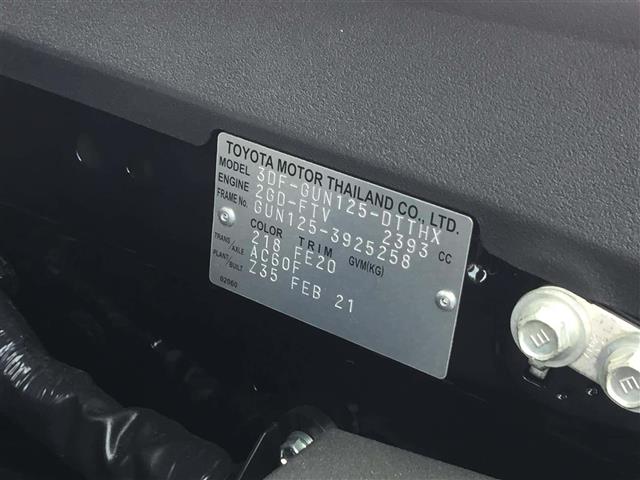 TOYOTA MOTOR THAILAND CO., LTD.
MODEL 3DF-GUN125-DTTHX
ENGINE 2GD-FTV 2393 CC
FRAME No. GUN125-3925258
COLOR TRIM GVM(KG)
218 FE20
TRANS/AXLE AC60F
PLANT/BUILT Z35 FEB 21
02060
E
E